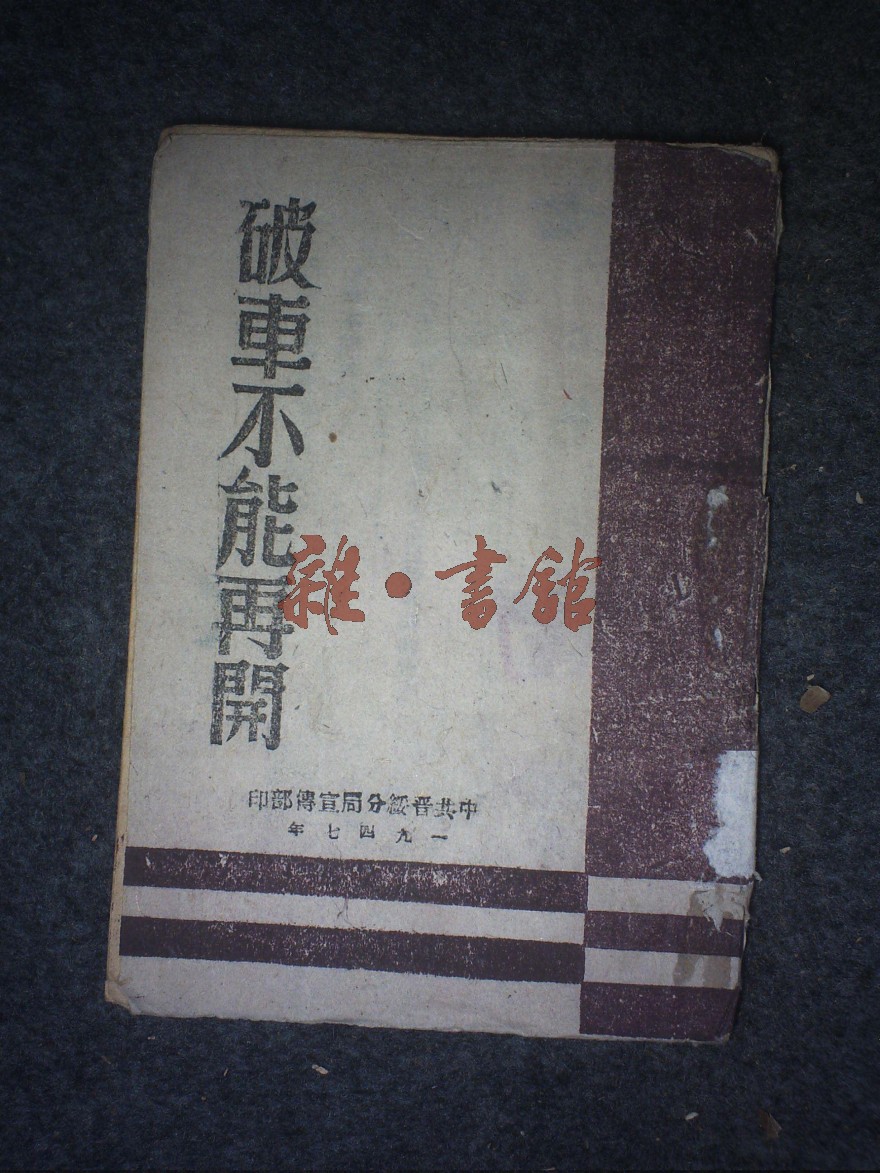 破車不能再開
雜·書館
中共晋綏分局宣傳部印
一九四七年